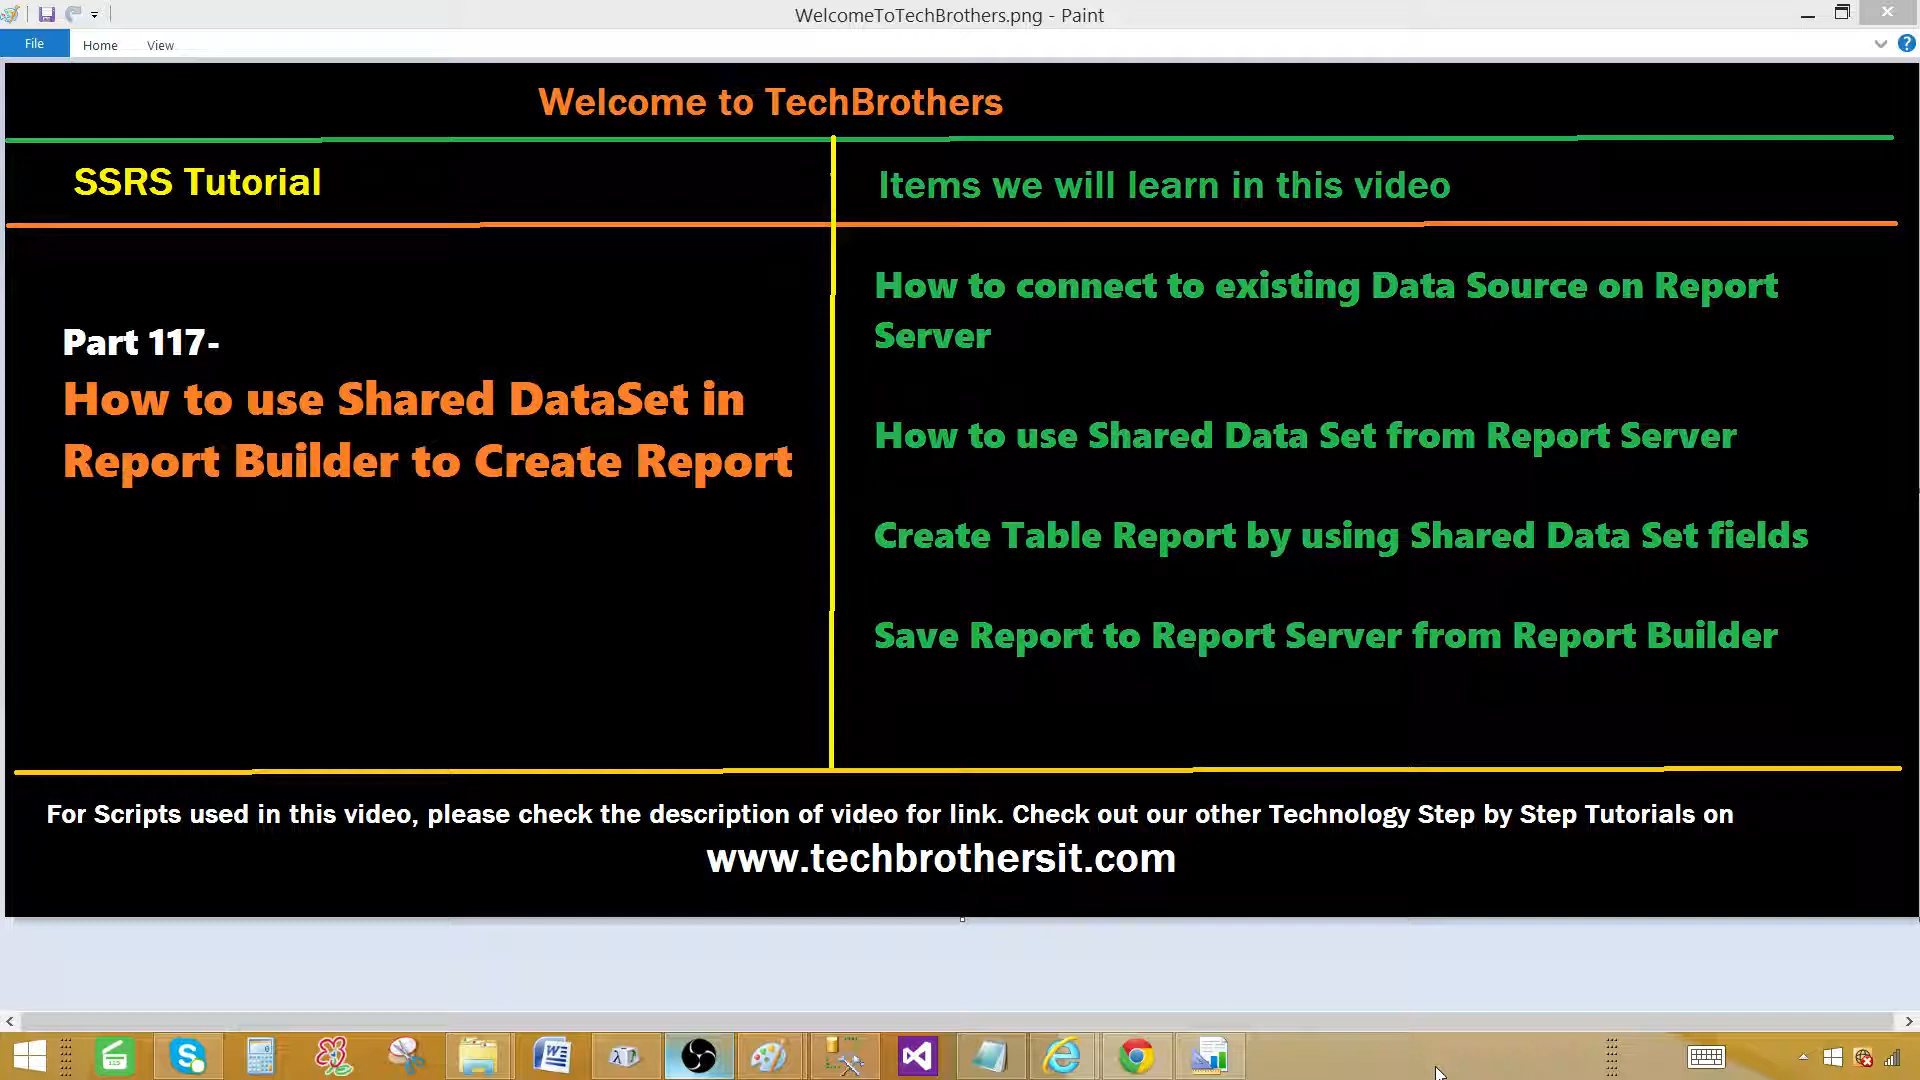 WelcomeToTechBrothers.png - Paint
File Home View
Welcome to TechBrothers
SSRS Tutorial
Items we will learn in this video
Part 117-
How to use Shared DataSet in
Report Builder to Create Report
How to connect to existing Data Source on Report
Server
How to use Shared Data Set from Report Server
Create Table Report by using Shared Data Set fields
Save Report to Report Server from Report Builder
For Scripts used in this video, please check the description of video for link. Check out our other Technology Step by Step Tutorials on
www.techbrothersit.com